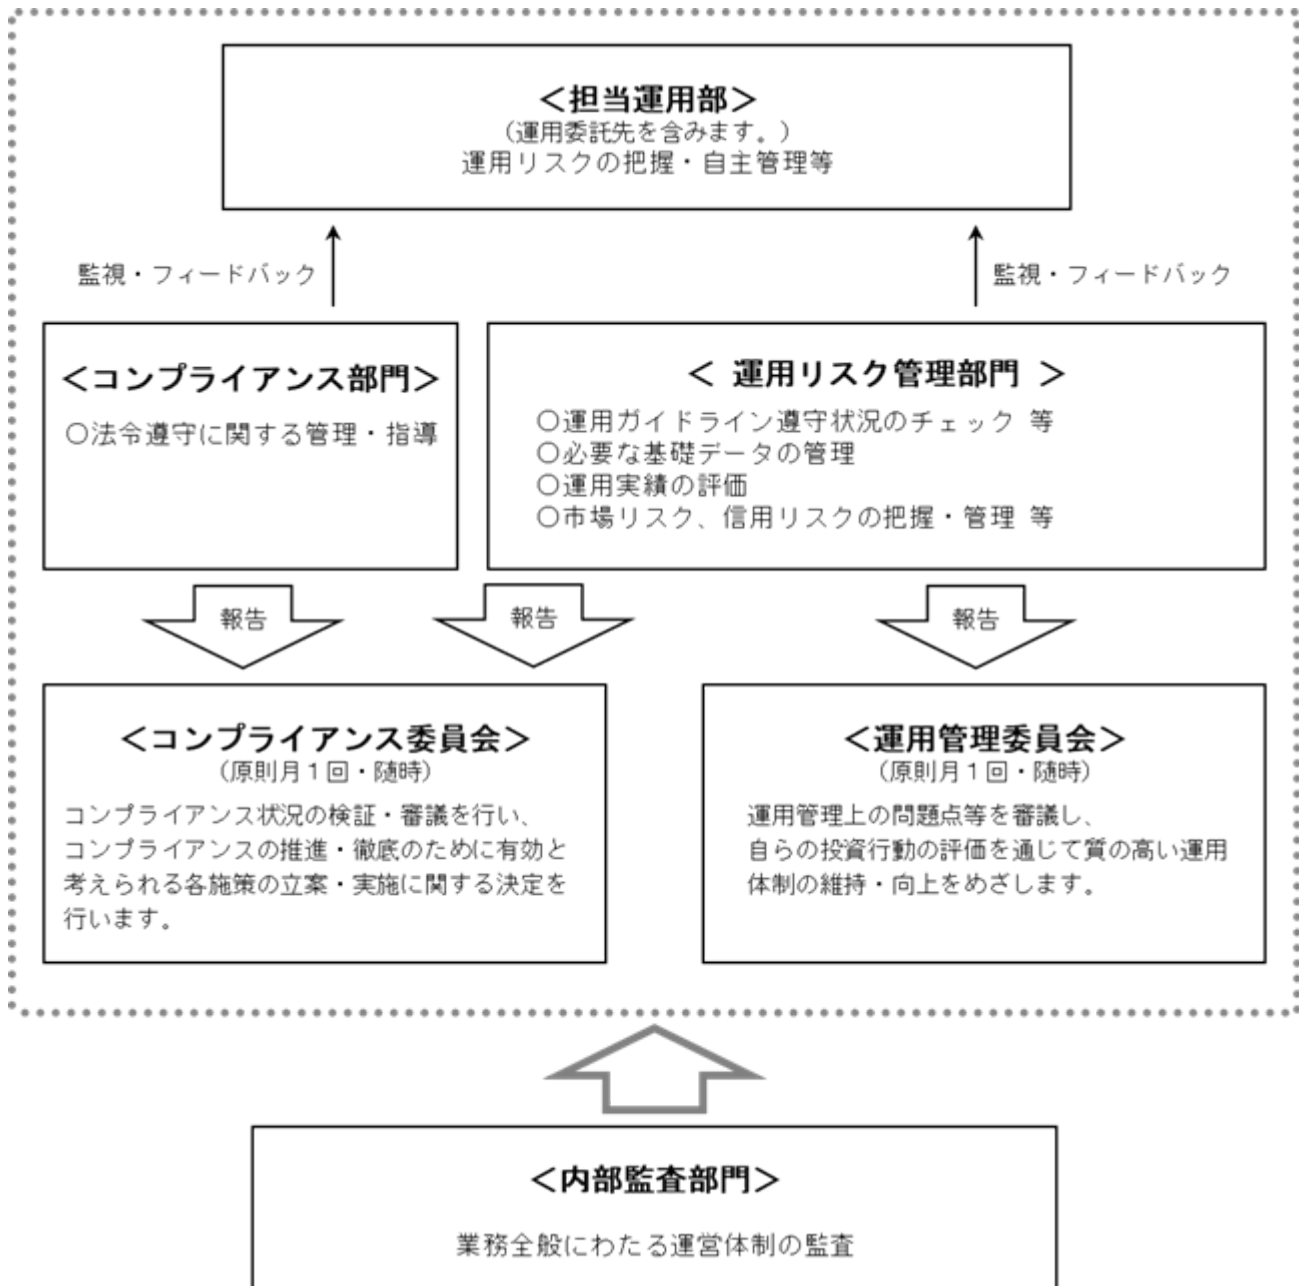 ＜担当運用部＞
（運用委託先を含みます。）
運用リスクの把握・自主管理等
監視・フィードバック
監視・フィードバック
＜コンプライアンス部門＞
○法令遵守に関する管理・指導
＜ 運用リスク管理部門 ＞
○運用ガイドライン遵守状況のチェック 等
○必要な基礎データの管理
○運用実績の評価
○市場リスク、信用リスクの把握・管理 等
報告
報告
報告
＜コンプライアンス委員会＞
（原則月１回・随時）
コンプライアンス状況の検証・審議を行い、
コンプライアンスの推進・徹底のために有効と
考えられる各施策の立案・実施に関する決定を
行います。
＜運用管理委員会＞
（原則月１回・随時）
運用管理上の問題点等を審議し、
自らの投資行動の評価を通じて質の高い運用
体制の維持・向上をめざします。
＜内部監査部門＞
業務全般にわたる運営体制の監査